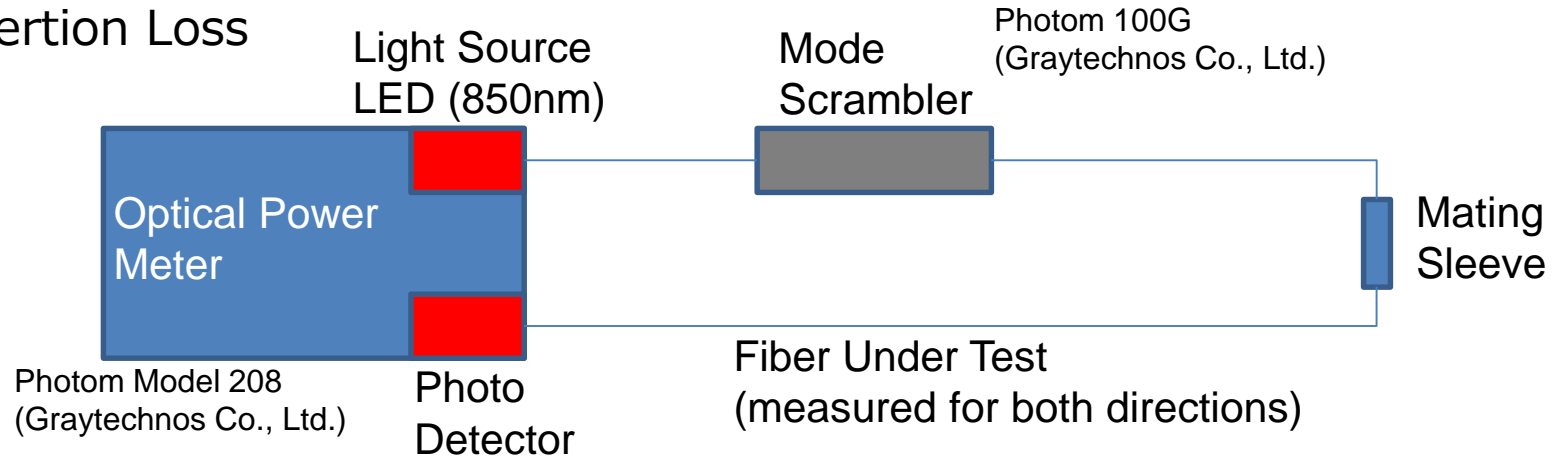 ertion Loss
Light Source
LED (850nm)
Mode
Scrambler
Photom 100G
(Graytechnos Co., Ltd.)
Optical Power
Meter
Mating
Sleeve
Photom Model 208
(Graytechnos Co., Ltd.)
Photo
Detector
Fiber Under Test
(measured for both directions)